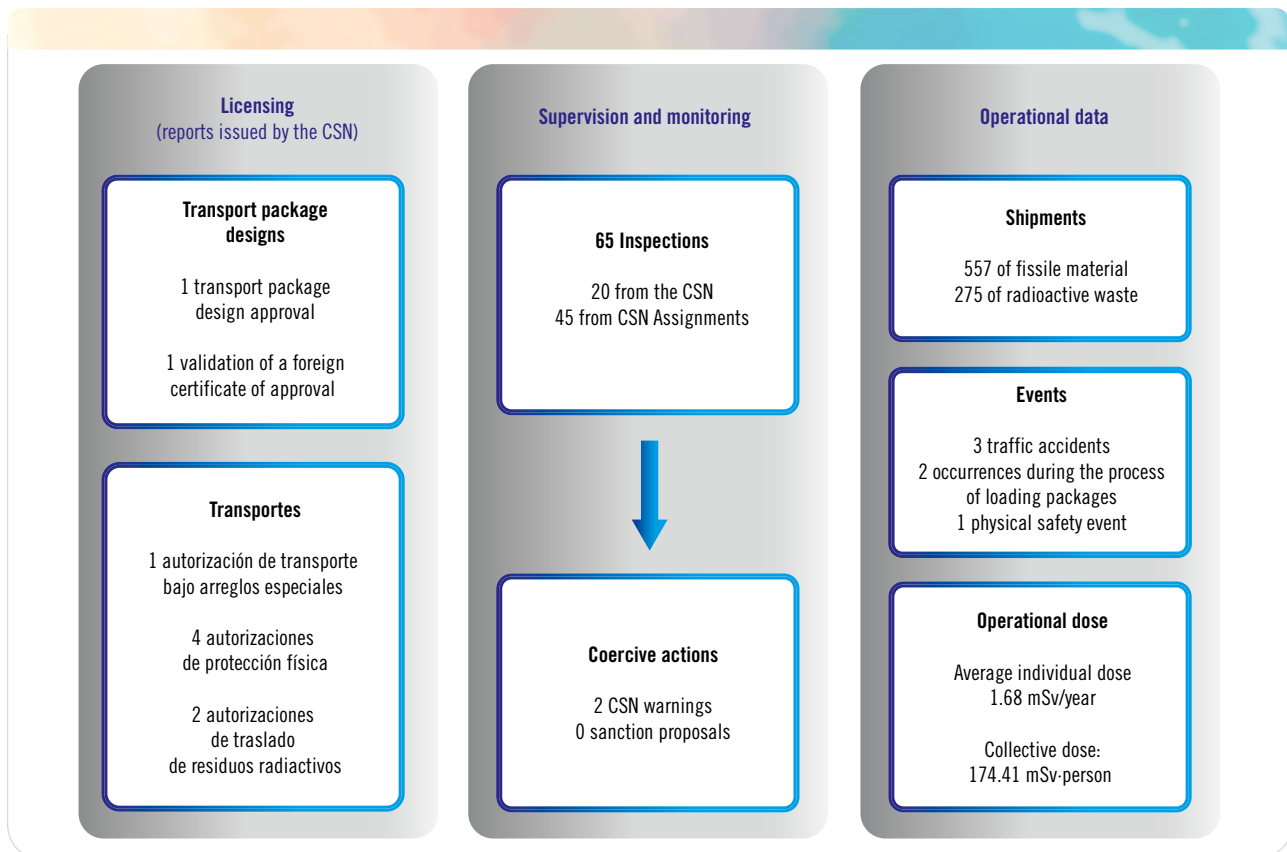 Licensing
(reports issued by the CSN)
Transport package
designs
1 transport package
design approval
1 validation of a foreign
certificate of approval
Transportes
1 autorización de transporte
bajo arreglos especiales
4 autorizaciones
de protección física
2 autorizaciones
de traslado
de residuos radiactivos
Supervision and monitoring
65 Inspections
20 from the CSN
45 from CSN Assignments
Coercive actions
2 CSN warnings
0 sanction proposals
Operational data
Shipments
557 of fissile material
275 of radioactive waste
Events
3 traffic accidents
2 occurrences during the process
of loading packages
1 physical safety event
Operational dose
Average individual dose
1.68 mSv/year
Collective dose:
174.41 mSv·person